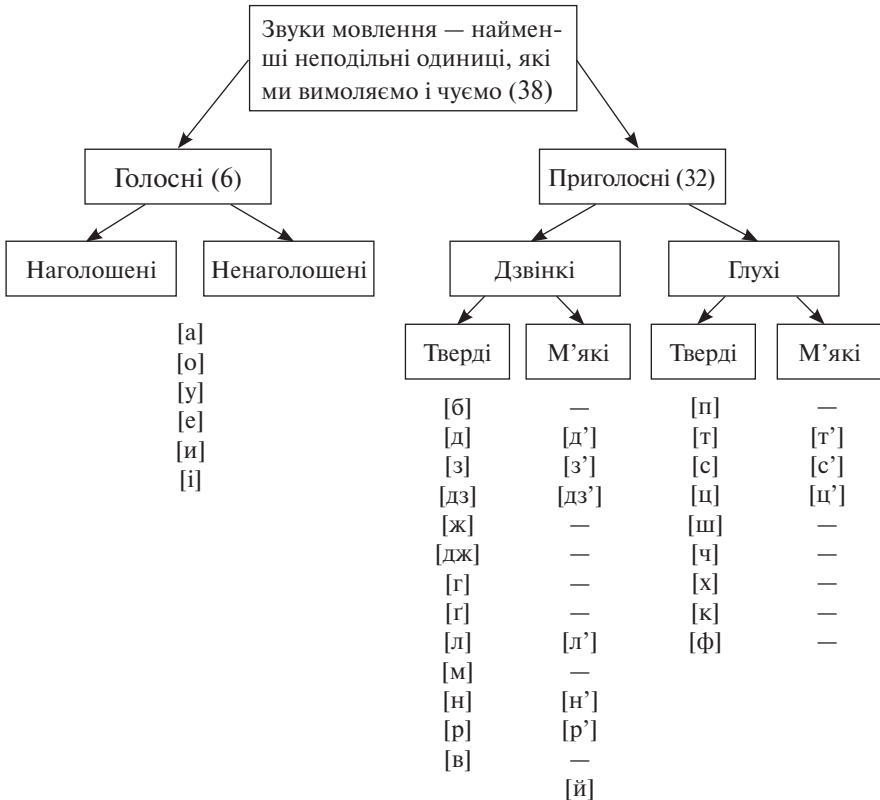 Звуки мовлення — наймен-
ші неподільні одиниці, які
ми вимоляємо і чуємо (38)
Голосні (6)
Приголосні (32)
Наголошені
Ненаголошені
Дзвінкі
Глухі
Тверді
М’які
Тверді
М’які
[а]
[о]
[у]
[е]
[и]
[і]
[б] — [п] —
[д] [д’] [т] [т’]
[з] [з’] [с] [с’]
[дз] [дз’] [ц] [ц’]
[ж] — [ш] —
[дж] — [ч] —
[г] — [х] —
[ґ] — [к] —
[л] [л’] [ф] —
[м] —
[н] [н’]
[р] [р’]
[в] —
[й]